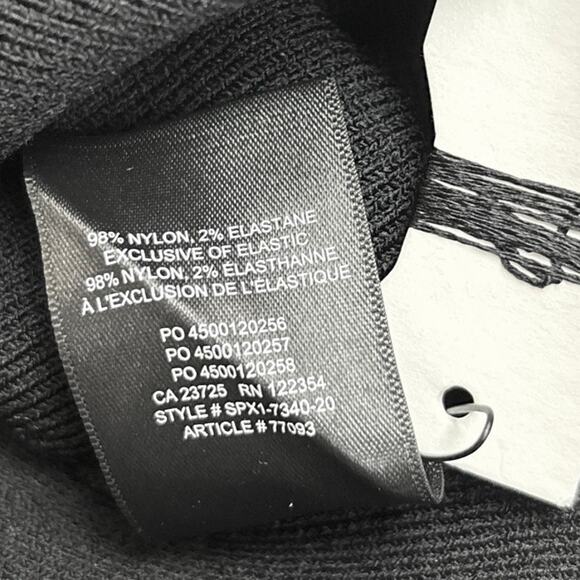 98% NYLON, 2% ELASTANE
EXCLUSIVE OF ELASTIC
98% NYLON, 2% ELASTHANNE
À L'EXCLUSION DE L'ÉLASTIQUE
PO 4500120256
PO 4500120257
PO 4500120258
CA 23725 RN 122354
STYLE # SPX1-7340-20
ARTICLE # 77093